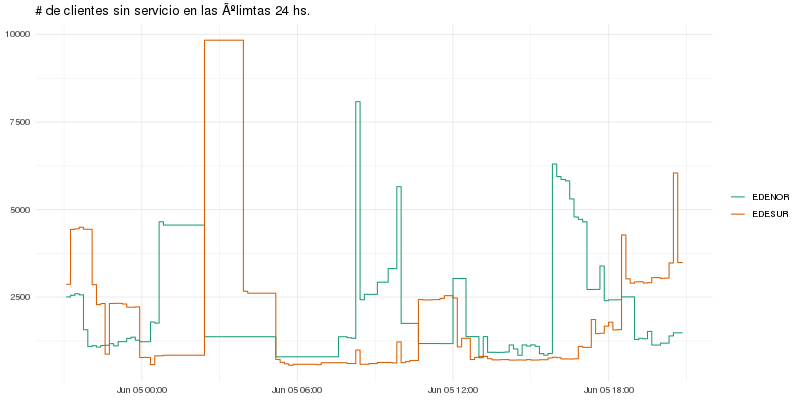 # de clientes sin servicio en las Ãºlimtas 24 hs.
10000
7500
5000
2500
Jun 05 00:00
Jun 05 06:00
Jun 05 12:00
Jun 05 18:00
EDENOR
EDESUR